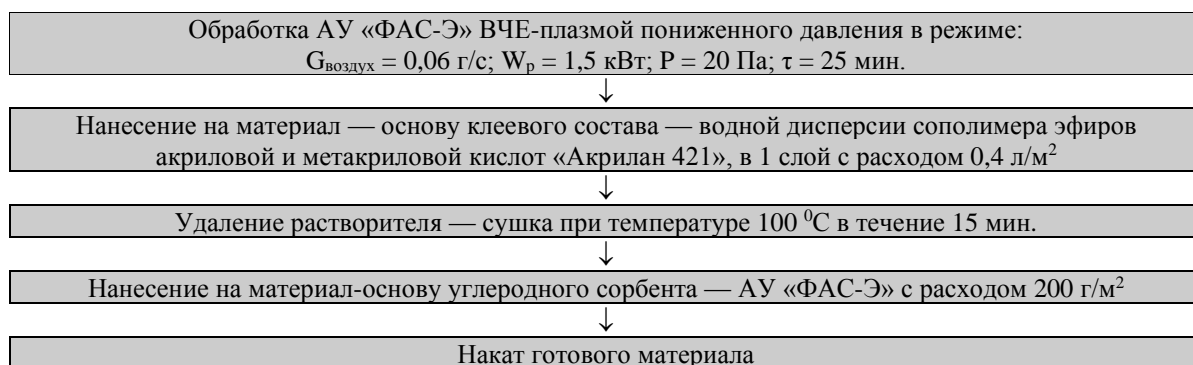 Обработка АУ «ФАС-Э» ВЧЕ-плазмой пониженного давления в режиме:
Gвоздух = 0,06 г/с; Wр = 1,5 кВт; Р = 20 Па; τ = 25 мин.
↓
Нанесение на материал — основу клеевого состава — водной дисперсии сополимера эфиров
акриловой и метакриловой кислот «Акрилан 421», в 1 слой с расходом 0,4 л/м²
↓
Удаление растворителя — сушка при температуре 100 ⁰С в течение 15 мин.
↓
Нанесение на материал-основу углеродного сорбента — АУ «ФАС-Э» с расходом 200 г/м²
↓
Накат готового материала